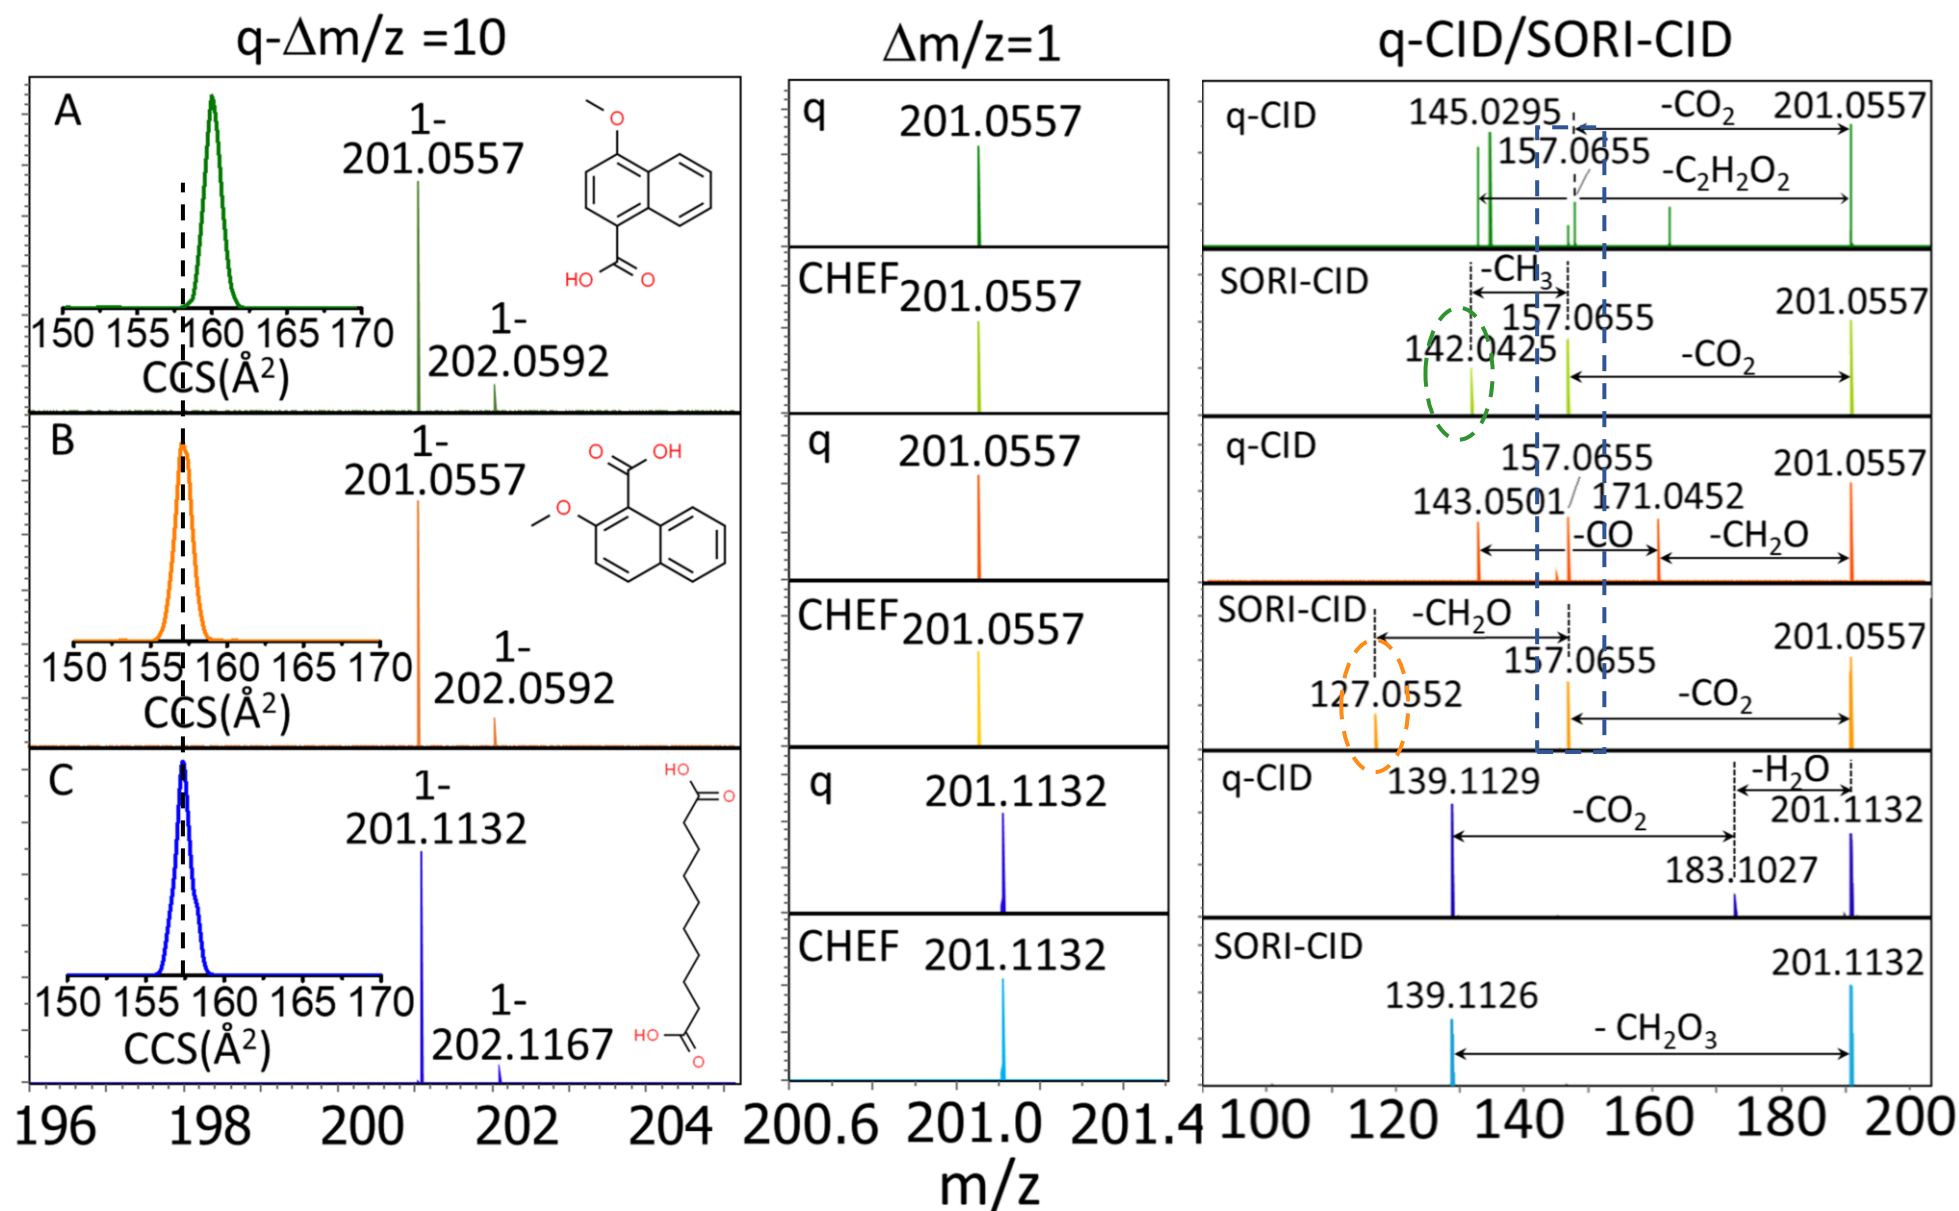 q-Δm/z =10
Δm/z=1
q-CID/SORI-CID
A
1-
201.0557
1-
202.0592
O
HO
O
150 155 160 165 170
CCS(Å²)
B
1-
201.0557
1-
202.0592
O
OH
O
150 155 160 165 170
CCS(Å²)
C
1-
201.1132
1-
202.1167
HO
O
HO
O
150 155 160 165 170
CCS(Å²)
196 198 200 202 204
q
201.0557
CHEF
201.0557
q
201.0557
CHEF
201.0557
q
201.1132
CHEF
201.1132
200.6 201.0 201.4
m/z
q-CID
145.0295
-CO₂
201.0557
157.0655
-C₂H₂O₂
SORI-CID
-CH₃
157.0655
201.0557
142.0425
-CO₂
q-CID
157.0655
201.0557
143.0501
171.0452
-CO
-CH₂O
SORI-CID
-CH₂O
201.0557
157.0655
127.0552
-CO₂
q-CID
139.1129
-H₂O
-CO₂
201.1132
183.1027
SORI-CID
201.1132
139.1126
- CH₂O₃
100 120 140 160 180 200